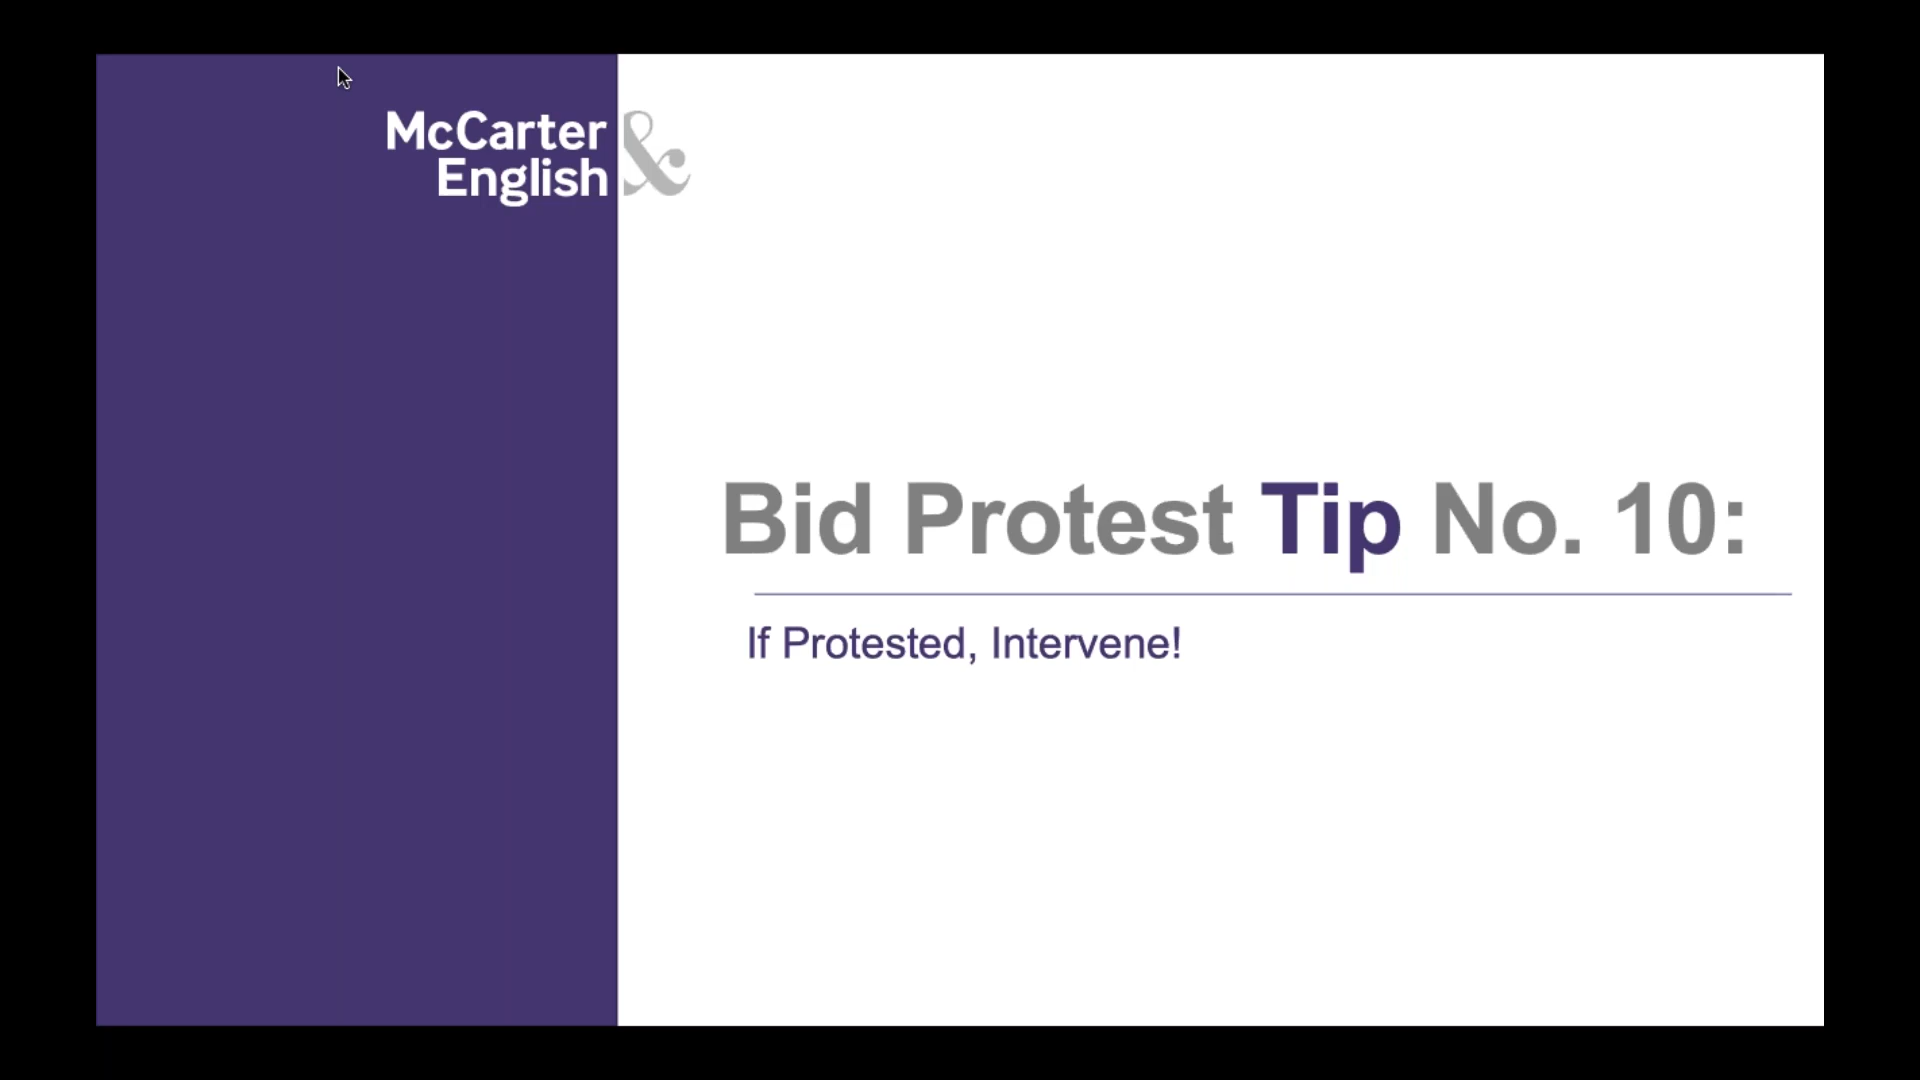 McCarter
English &
Bid Protest Tip No. 10:
If Protested, Intervene!